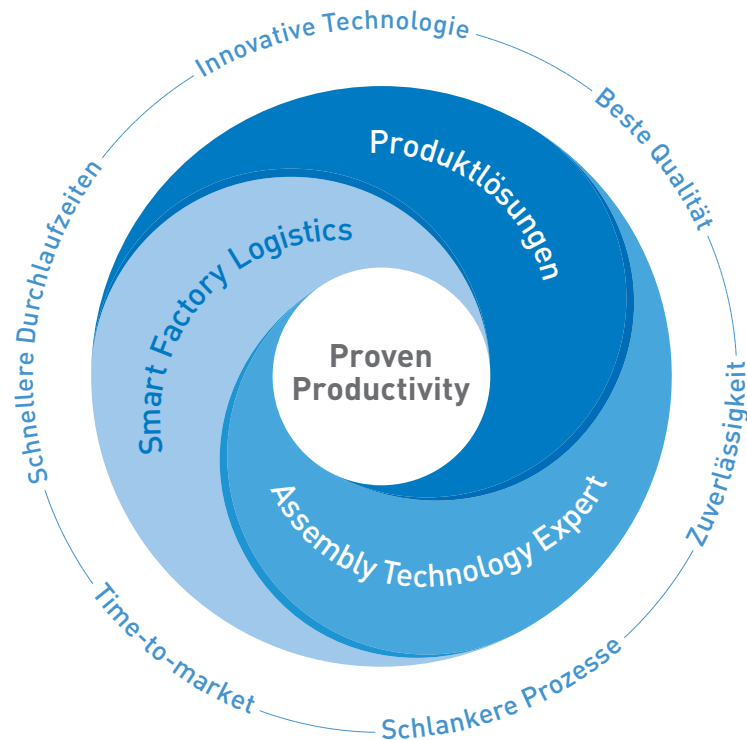 Innovative Technologie
Beste Qualität
Zuverlässigkeit
Schlankere Prozesse
Time-to-market
Schnellere Durchlaufzeiten
Produktlösungen
Assembly Technology Expert
Smart Factory Logistics
Proven
Productivity